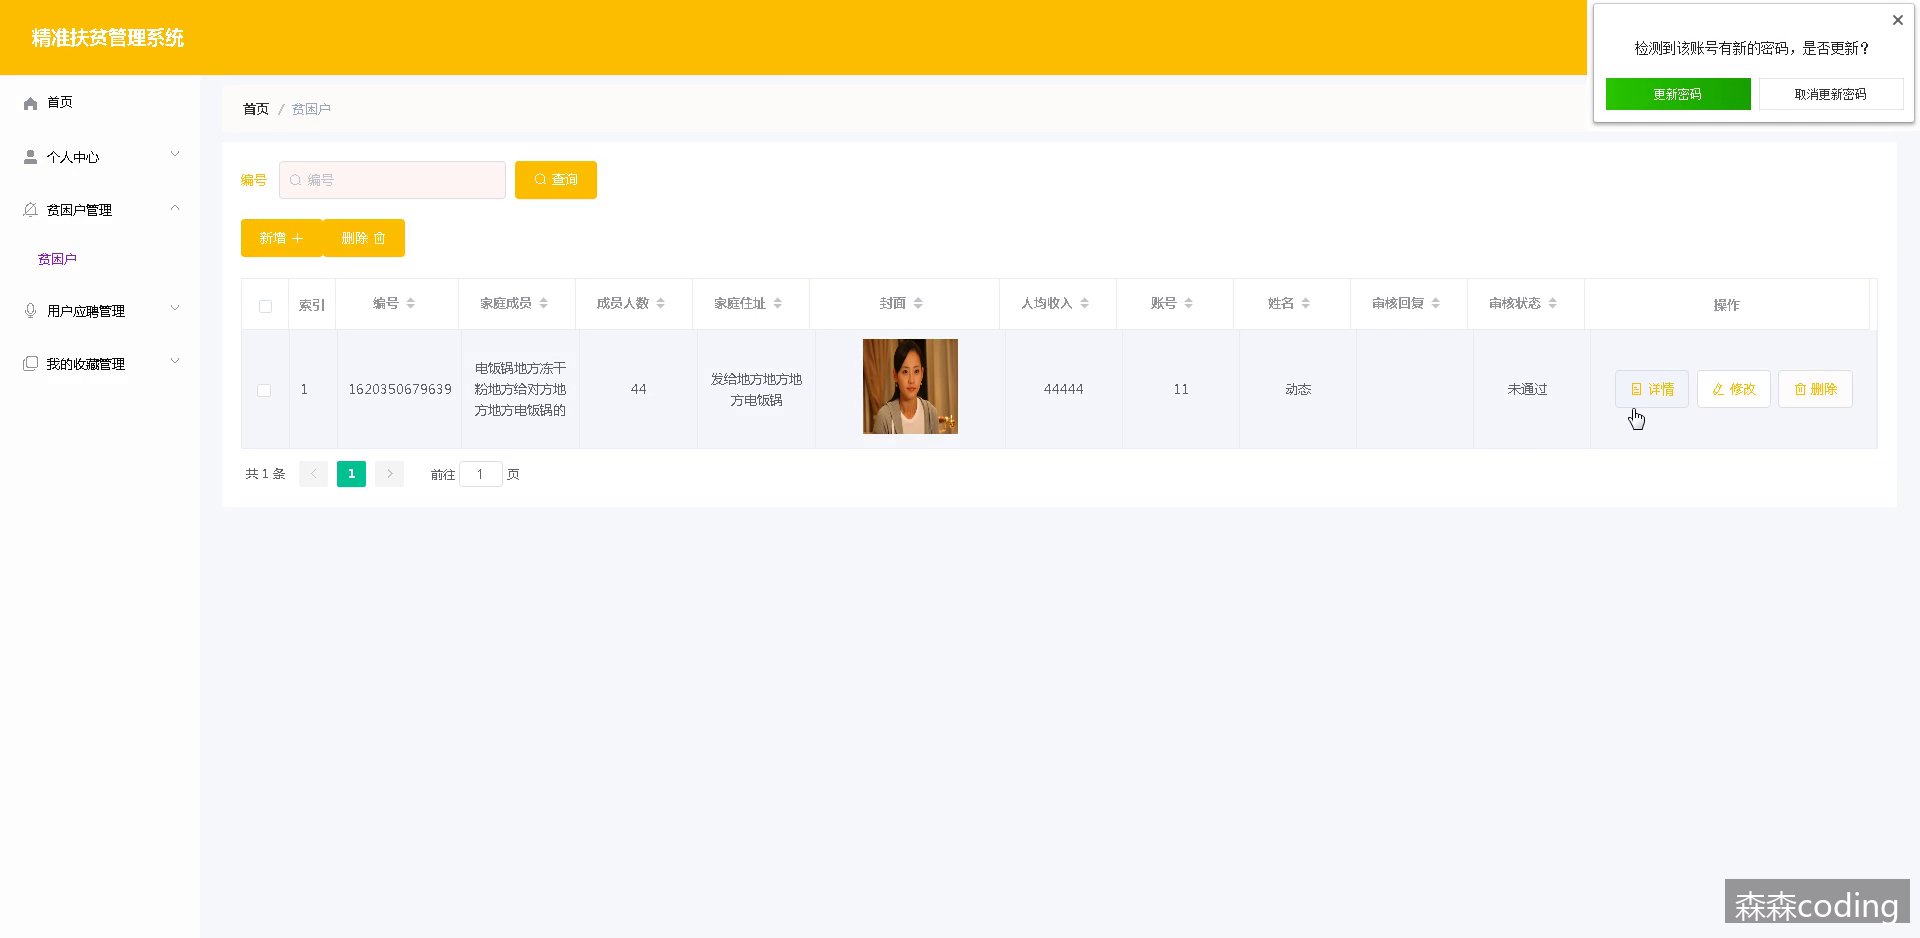 精准扶贫管理系统
检测到该账号有新的密码，是否更新？
更新密码 取消更新密码
首页
个人中心
贫困户管理
贫困户
用户应聘管理
我的收藏管理
首页 / 贫困户
编号 编号 查询
新增 删除
索引 编号 家庭成员 成员人数 家庭住址 封面 人均收入 账号 姓名 审核回复 审核状态 操作
1 1620350679639 电饭锅地方冻干 44 发给地方地方地 44444 11 动态 未通过 详情 修改 删除
粉地方给对方地
方地方电饭锅的
方电饭锅
共 1 条 1 前往 1 页
森森coding